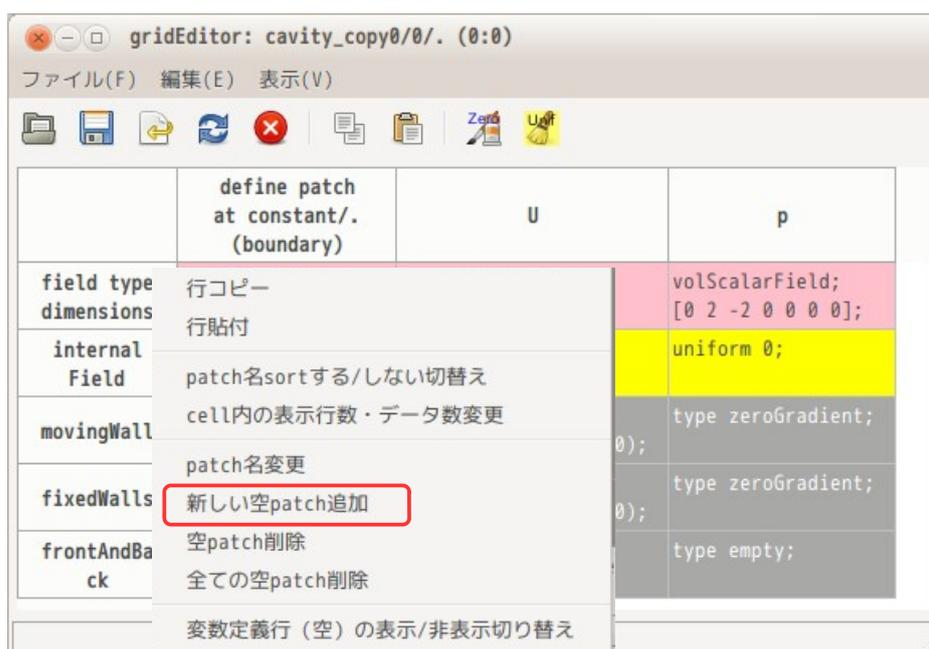 gridEditor: cavity_copy0/0/. (0:0)
ファイル(F) 編集(E) 表示(V)
Zero
Unif
define patch
at constant/.
(boundary)
U
p
field type
dimensions
volScalarField;
[0 2 -2 0 0 0 0];
internal
Field
uniform 0;
movingWall
0);
type zeroGradient;
fixedWalls
0);
type zeroGradient;
frontAndBa
ck
type empty;
行コピー
行貼付
patch名sortする/しない切替え
cell内の表示行数・データ数変更
patch名変更
新しい空patch追加
空patch削除
全ての空patch削除
変数定義行（空）の表示/非表示切り替え